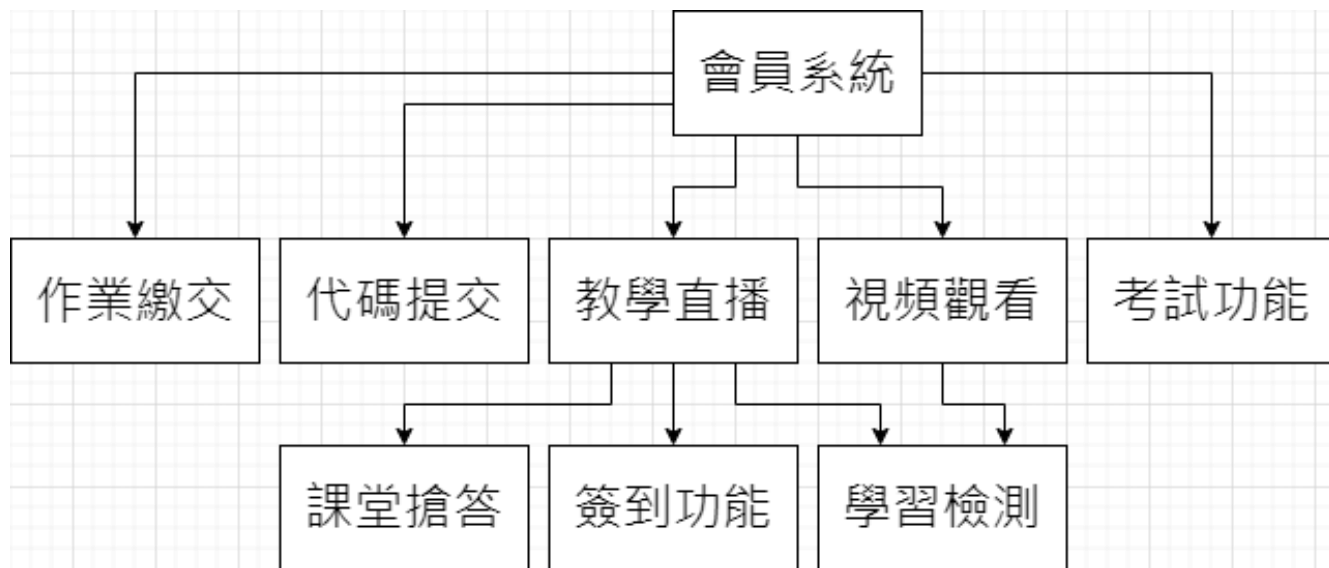 會員系統
作業繳交
代碼提交
教學直播
視頻觀看
考試功能
課堂搶答
簽到功能
學習檢測